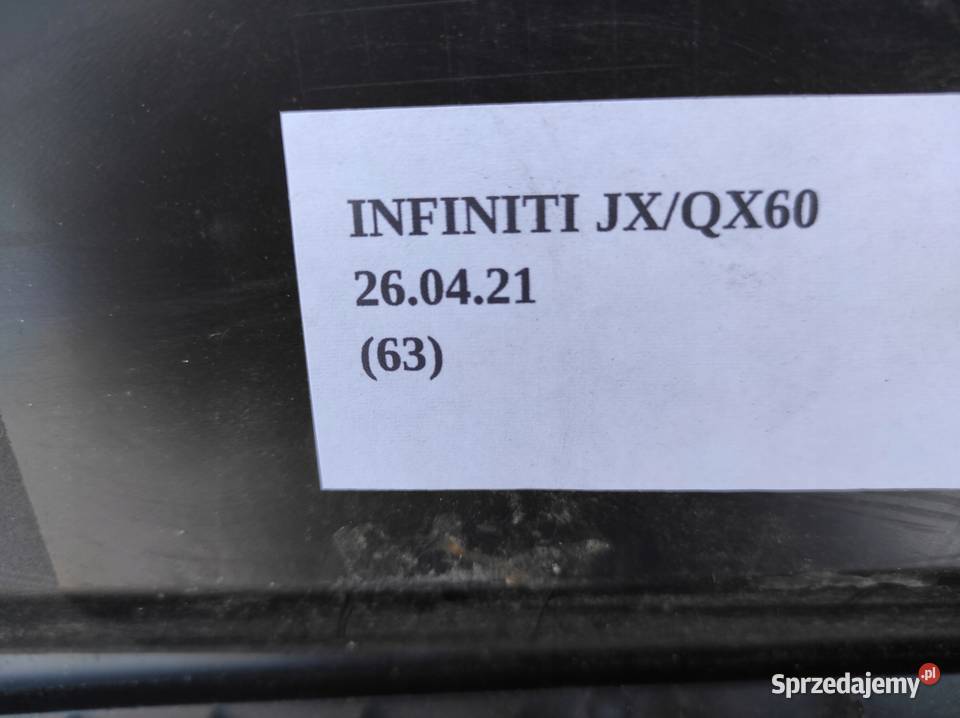 INFINITI JX/QX60
26.04.21
(63)
Sprzedajemy.pl